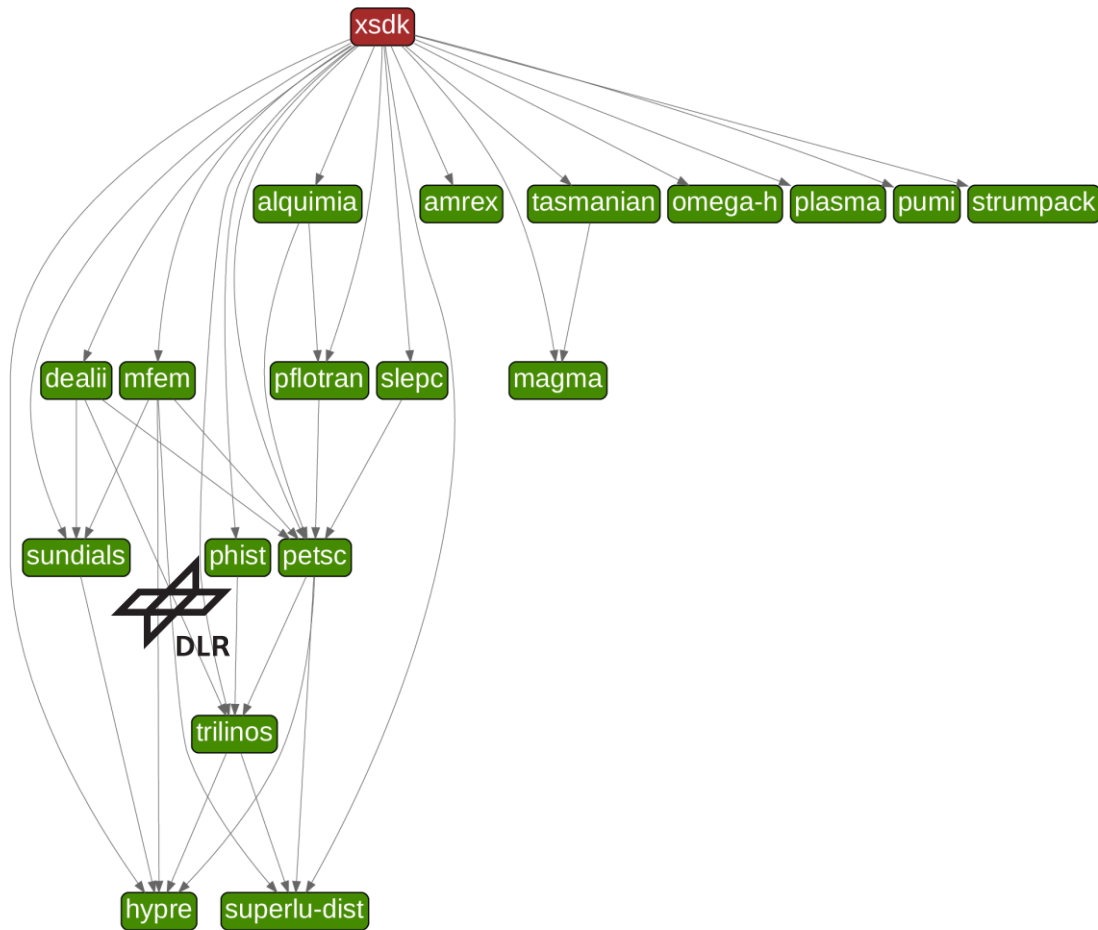 xsdk
alquimia
amrex
tasmanian
omega-h
plasma
pumi
strumpack
dealii
mfem
pflotran
slepc
magma
sundials
phist
petsc
DLR
trilinos
hypre
superlu-dist